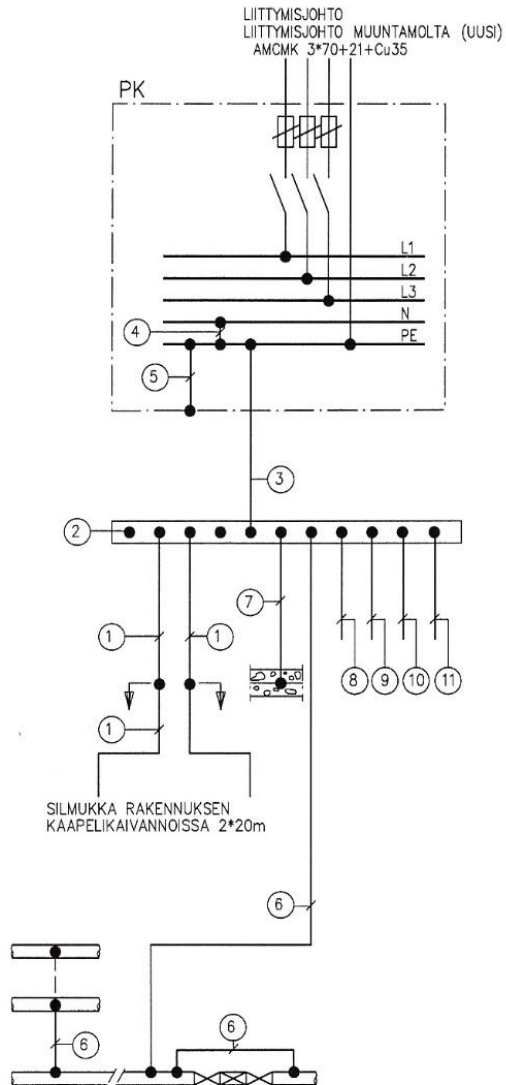 LIITTYMISJOHTO
LIITTYMISJOHTO MUUNTAMOLTA (UUSI)
AMCMK 3*70+21+Cu35
PK
L1
L2
L3
N
4
PE
5
3
2
7
1
1
8
9
10
11
1
SILMUKKA RAKENNUKSEN
KAAPELIKAIVANNOISSA 2*20m
6
6
6